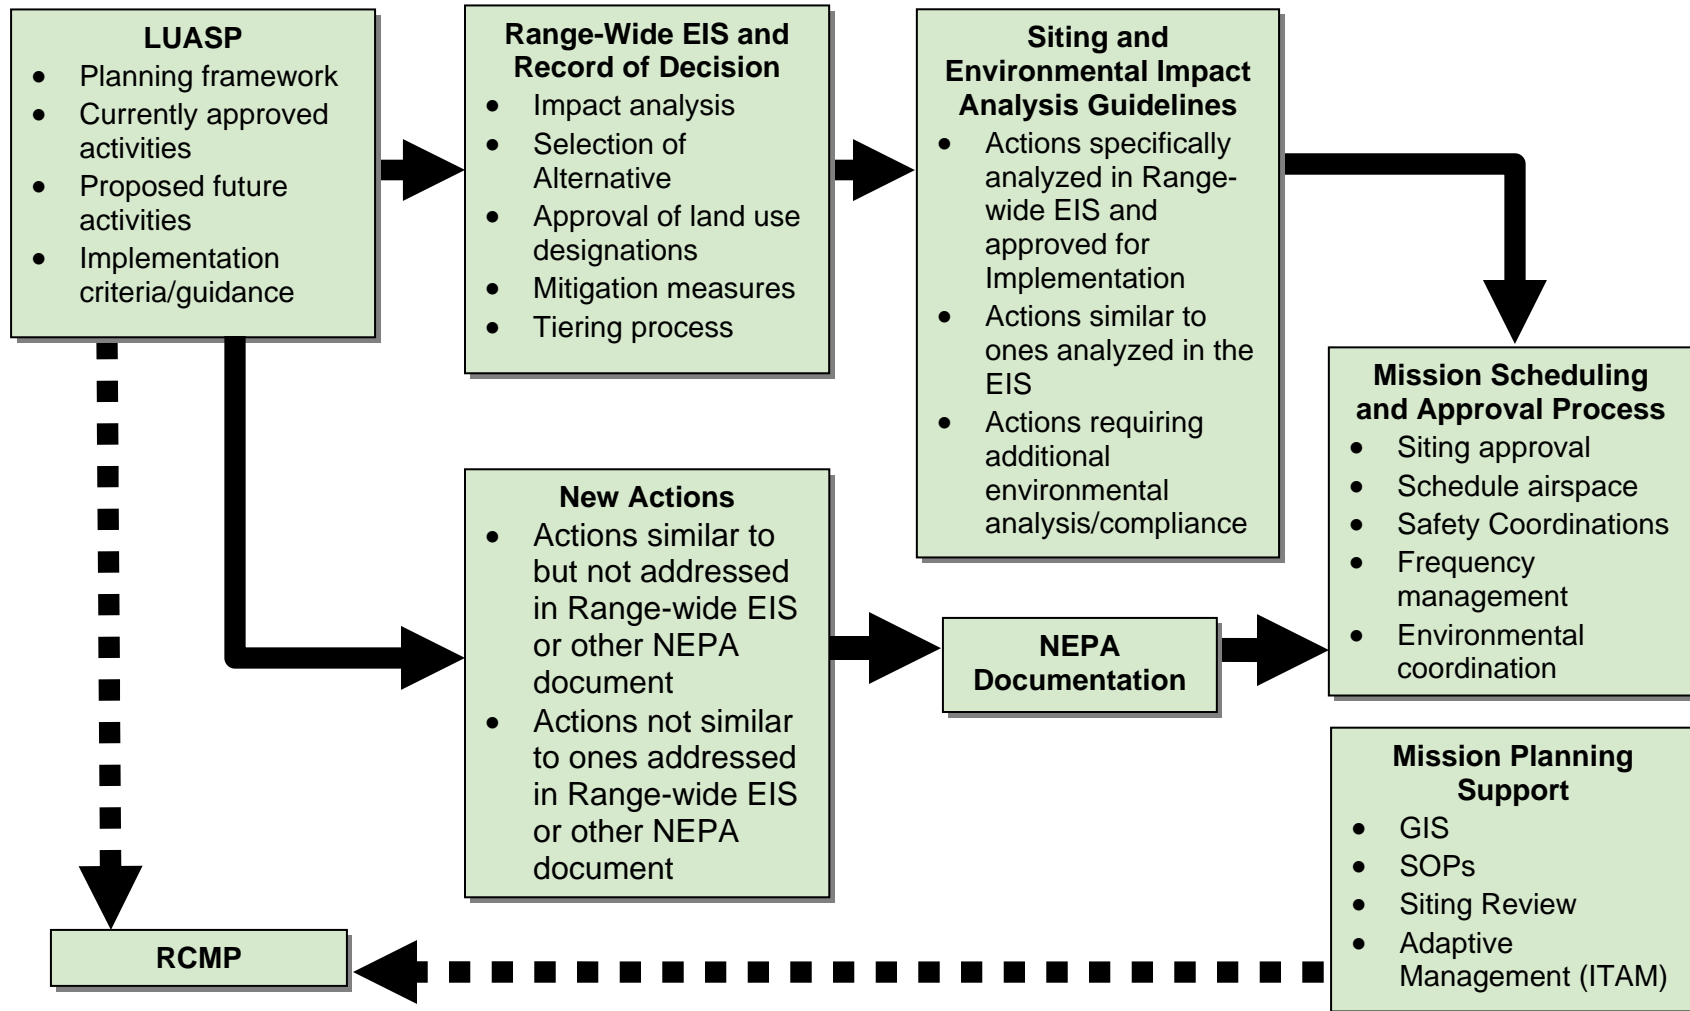 LUASP
• Planning framework
• Currently approved
activities
• Proposed future
activities
• Implementation
criteria/guidance
Range-Wide EIS and
Record of Decision
• Impact analysis
• Selection of
Alternative
• Approval of land use
designations
• Mitigation measures
• Tiering process
Siting and
Environmental Impact
Analysis Guidelines
• Actions specifically
analyzed in Range-
wide EIS and
approved for
Implementation
• Actions similar to
ones analyzed in the
EIS
• Actions requiring
additional
environmental
analysis/compliance
Mission Scheduling
and Approval Process
• Siting approval
• Schedule airspace
• Safety Coordinations
• Frequency
management
• Environmental
coordination
New Actions
• Actions similar to
but not addressed
in Range-wide EIS
or other NEPA
document
• Actions not similar
to ones addressed
in Range-wide EIS
or other NEPA
document
NEPA
Documentation
Mission Planning
Support
• GIS
• SOPs
• Siting Review
• Adaptive
Management (ITAM)
RCMP